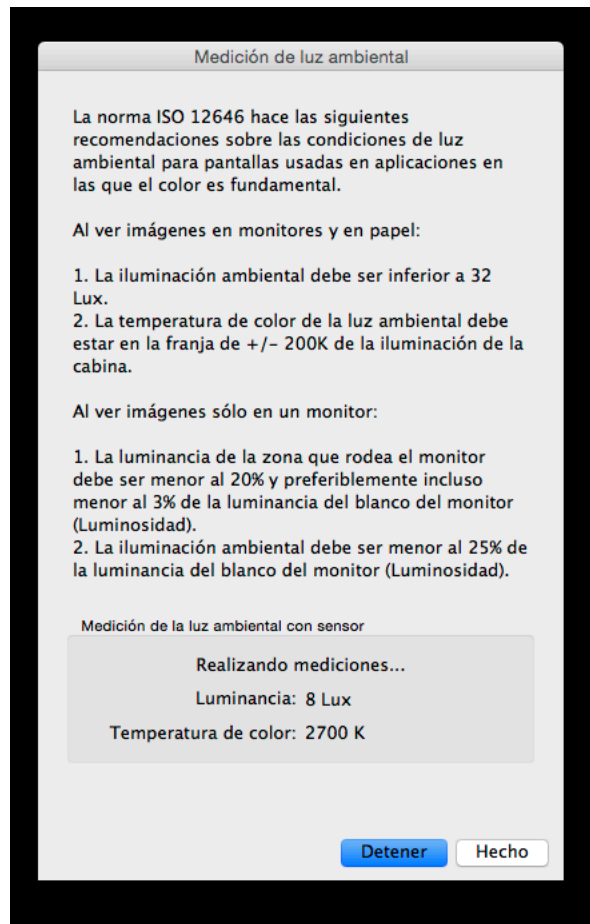 Medición de luz ambiental
La norma ISO 12646 hace las siguientes
recomendaciones sobre las condiciones de luz
ambiental para pantallas usadas en aplicaciones en
las que el color es fundamental.
Al ver imágenes en monitores y en papel:
1. La iluminación ambiental debe ser inferior a 32
Lux.
2. La temperatura de color de la luz ambiental debe
estar en la franja de +/- 200K de la iluminación de la
cabina.
Al ver imágenes sólo en un monitor:
1. La luminancia de la zona que rodea el monitor
debe ser menor al 20% y preferiblemente incluso
menor al 3% de la luminancia del blanco del monitor
(Luminosidad).
2. La iluminación ambiental debe ser menor al 25% de
la luminancia del blanco del monitor (Luminosidad).
Medición de la luz ambiental con sensor
Realizando mediciones...
Luminancia: 8 Lux
Temperatura de color: 2700 K
Detener Hecho